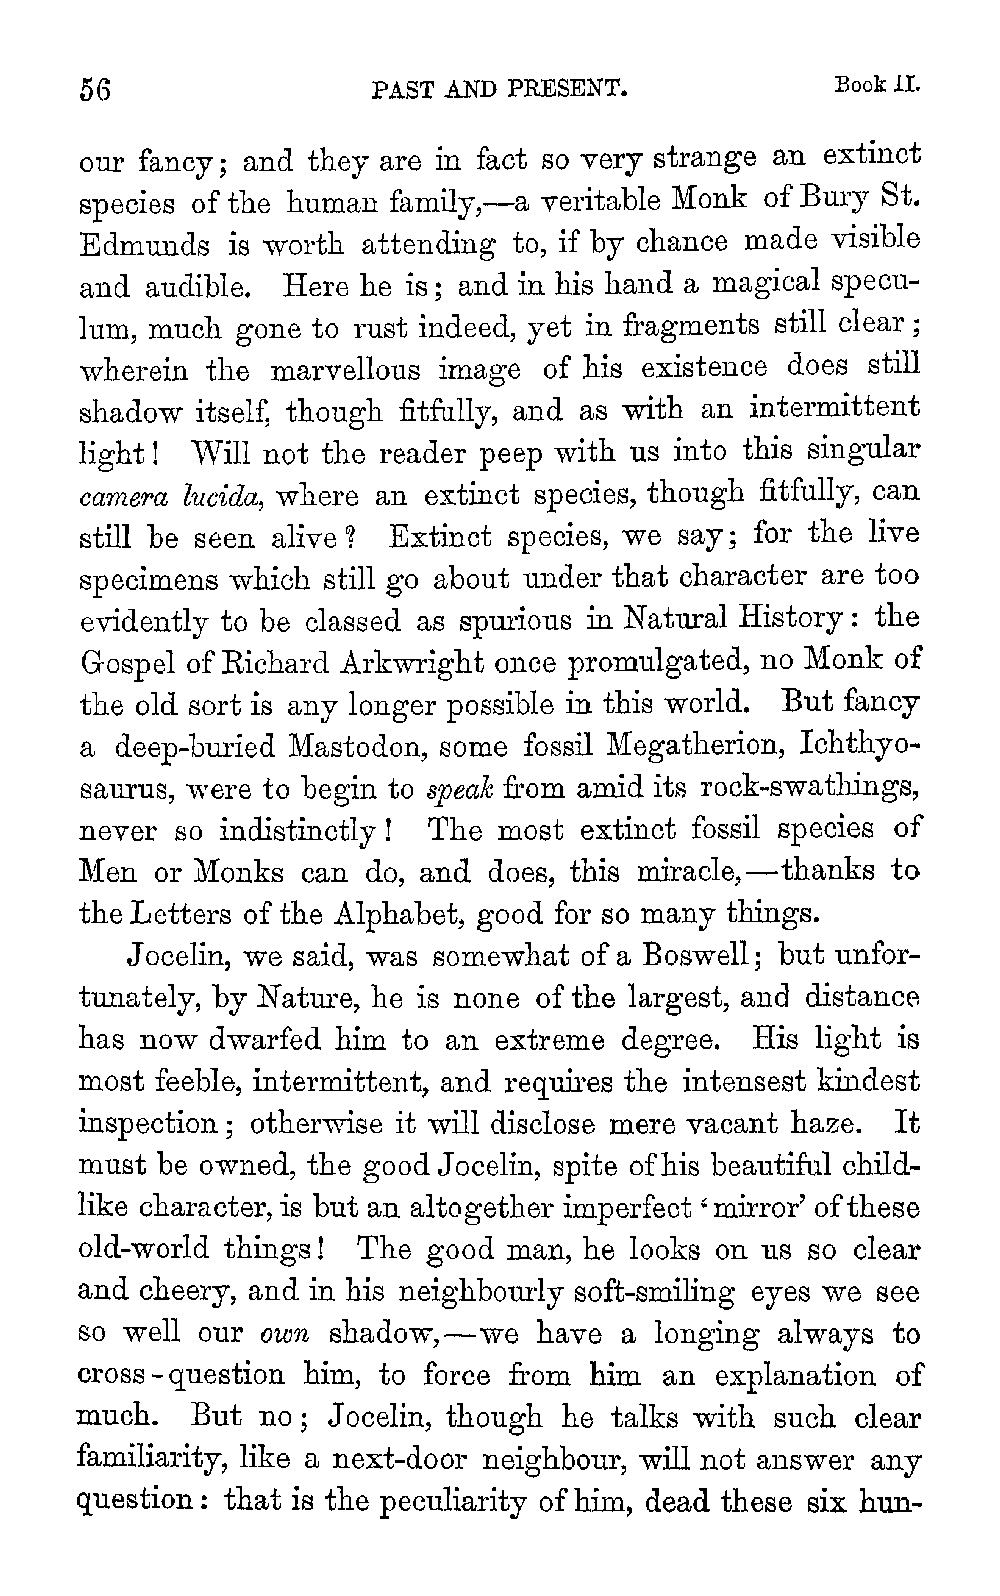 56 PAST AND PRESENT. Book II.
our fancy; and they are in fact so very strange an extinct
species of the human family,—a veritable Monk of Bury St.
Edmunds is worth attending to, if by chance made visible
and audible. Here he is; and in his hand a magical specu-
lum, much gone to rust indeed, yet in fragments still clear;
wherein the marvellous image of his existence does still
shadow itself, though fitfully, and as with an intermittent
light! Will not the reader peep with us into this singular
camera lucida, where an extinct species, though fitfully, can
still be seen alive? Extinct species, we say; for the live
specimens which still go about under that character are too
evidently to be classed as spurious in Natural History: the
Gospel of Richard Arkwright once promulgated, no Monk of
the old sort is any longer possible in this world. But fancy
a deep-buried Mastodon, some fossil Megatherion, Ichthyo-
saurus, were to begin to speak from amid its rock-swathings,
never so indistinctly! The most extinct fossil species of
Men or Monks can do, and does, this miracle,—thanks to
the Letters of the Alphabet, good for so many things.
Jocelin, we said, was somewhat of a Boswell; but unfor-
tunately, by Nature, he is none of the largest, and distance
has now dwarfed him to an extreme degree. His light is
most feeble, intermittent, and requires the intensest kindest
inspection; otherwise it will disclose mere vacant haze. It
must be owned, the good Jocelin, spite of his beautiful child-
like character, is but an altogether imperfect ‘mirror’ of these
old-world things! The good man, he looks on us so clear
and cheery, and in his neighbourly soft-smiling eyes we see
so well our own shadow,—we have a longing always to
cross-question him, to force from him an explanation of
much. But no; Jocelin, though he talks with such clear
familiarity, like a next-door neighbour, will not answer any
question: that is the peculiarity of him, dead these six hun-